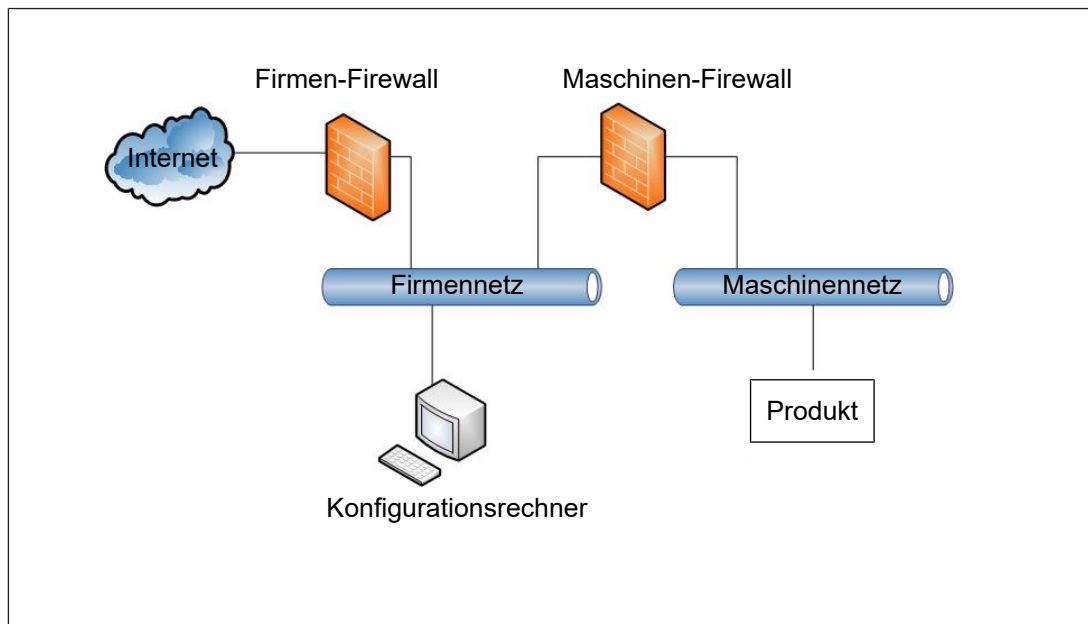 Firmen-Firewall
Maschinen-Firewall
Internet
Firmennetz
Maschinennetz
Produkt
Konfigurationsrechner